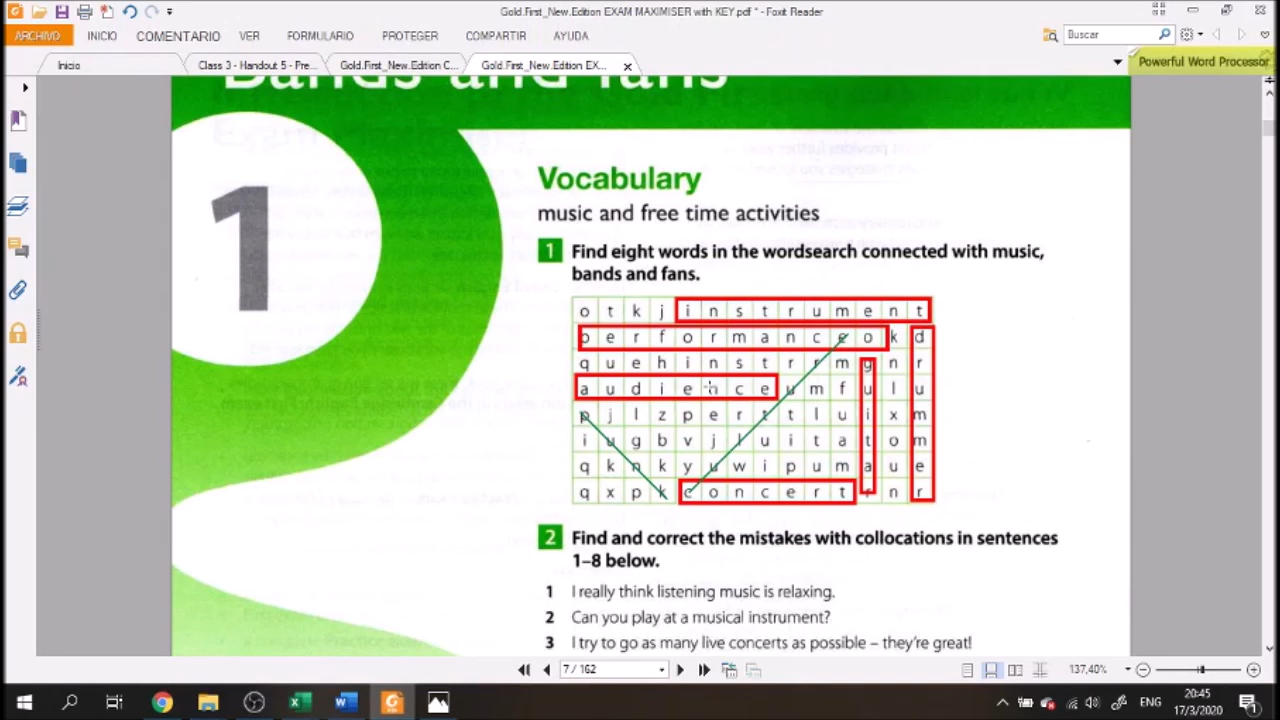 Gold.First_New.Edition EXAM MAXIMISER with KEY.pdf * - Foxit Reader
ARCHIVO INICIO COMENTARIO VER FORMULARIO PROTEGER COMPARTIR AYUDA Buscar
Inicio Class 3 - Handout 5 - Pre... Gold.First_New.Edition C... Gold.First_New.Edition EX... Powerful Word Processor
Bands and fans
1
Vocabulary
music and free time activities
1 Find eight words in the wordsearch connected with music,
bands and fans.
o t k j i n s t r u m e n t
p e r f o r m a n c e o k d
q u e h i n s t r r m g n r
a u d i e n c e u m f u l u
p j l z p e r t t l u i x m
i u g b v j l u i t a t o m
q k n k y u w i p u m a u e
q x p k c o n c e r t r n r
2 Find and correct the mistakes with collocations in sentences
1–8 below.
1 I really think listening music is relaxing.
2 Can you play at a musical instrument?
3 I try to go as many live concerts as possible – they're great!
7 / 162 137,40%
ENG 20:45
17/3/2020